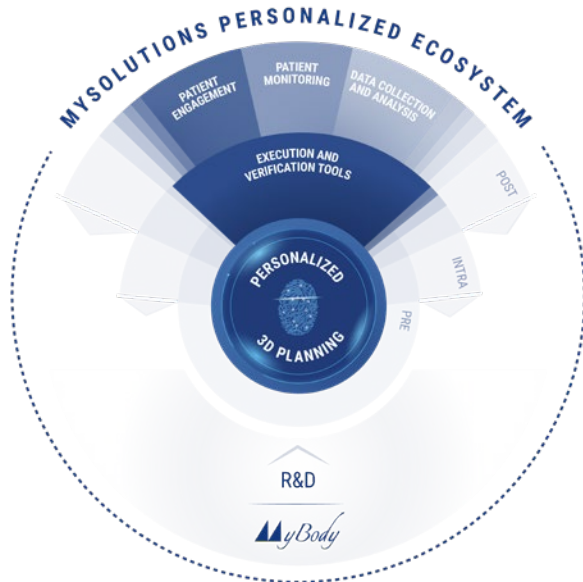 MYSOLUTIONS PERSONALIZED ECOSYSTEM
PATIENT
ENGAGEMENT
PATIENT
MONITORING
DATA COLLECTION
AND ANALYSIS
EXECUTION AND
VERIFICATION TOOLS
POST
INTRA
PRE
PERSONALIZED
3D PLANNING
R&D
MyBody